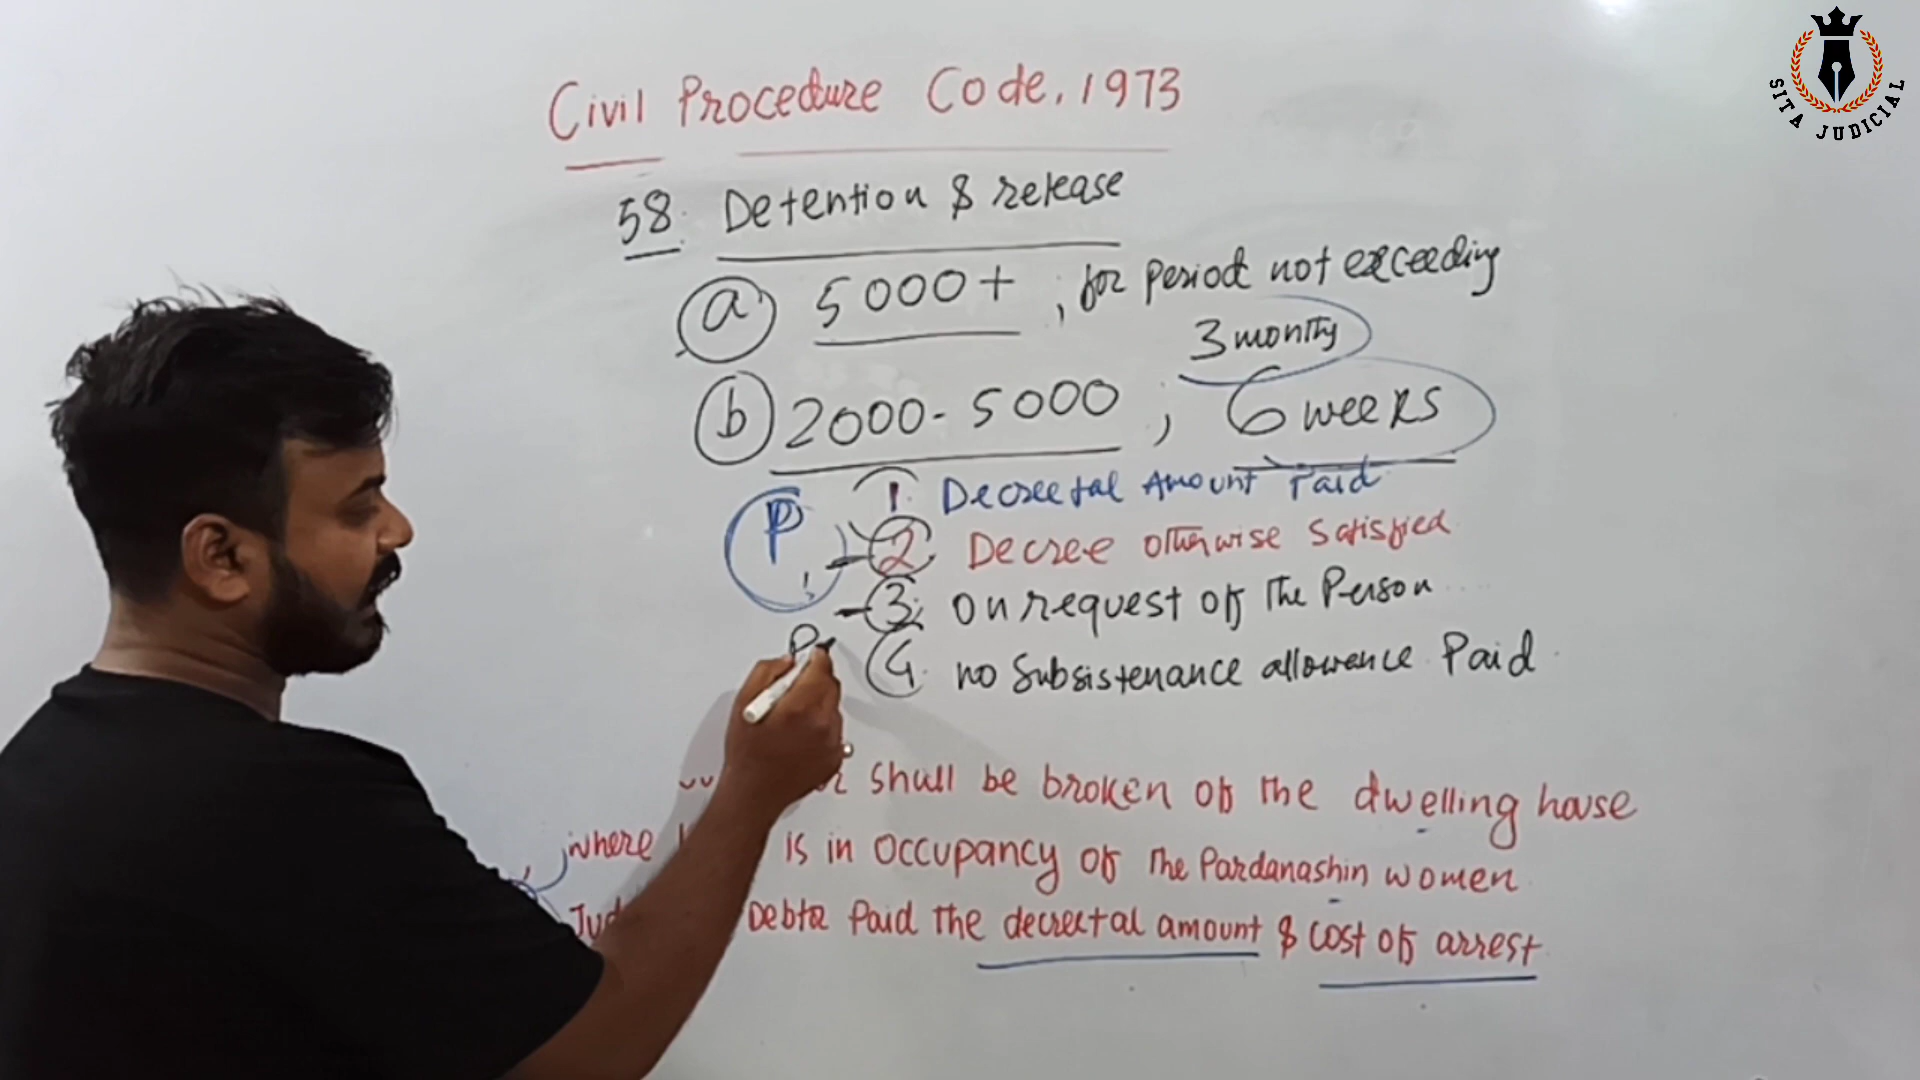 SITA JUDICIAL
Civil Procedure Code, 1973
58. Detention & release
(a) 5000+ , for period not exceeding
3 months
(b) 2000-5000 , 6 weeks
P 1. Decreetal Amount Paid
2 Decree otherwise satisfied
3. on request of the Person
4. no Subsistenance allowence Paid
shall be broken of the dwelling house
where is in occupancy of the Pardanashin women
Debtr Paid the decreetal amount & cost of arrest